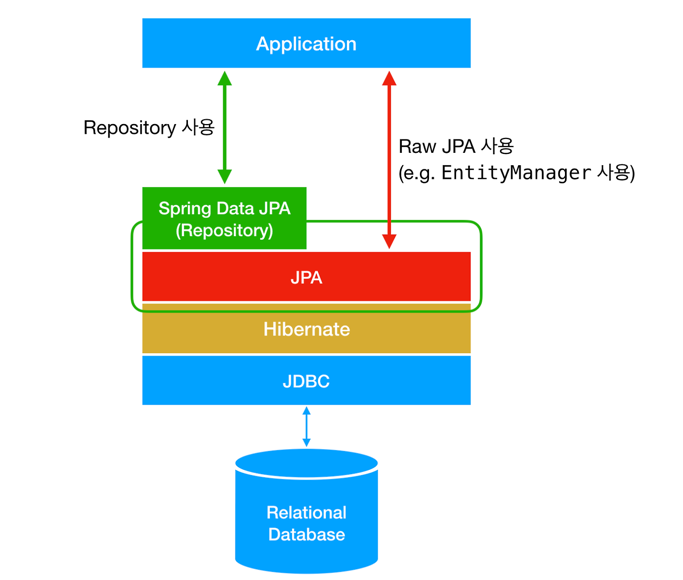 Application
Repository 사용
Raw JPA 사용
(e.g. EntityManager 사용)
Spring Data JPA
(Repository)
JPA
Hibernate
JDBC
Relational
Database